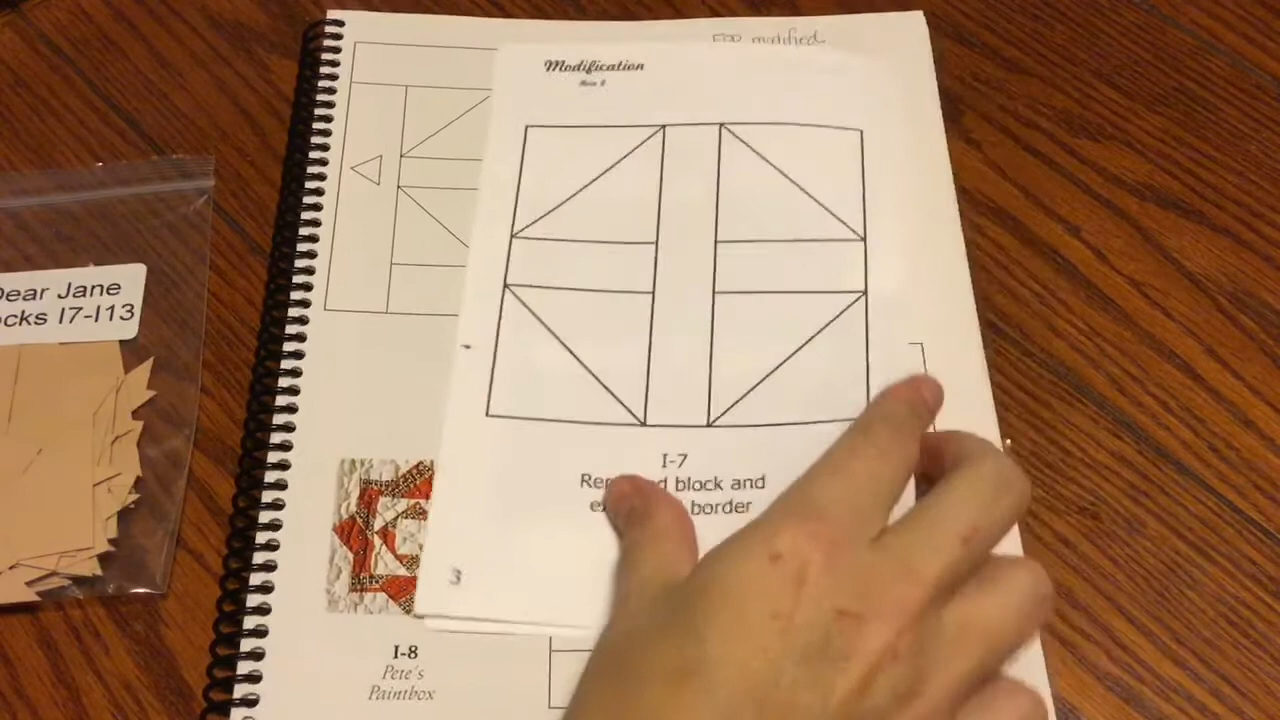 Dear Jane
ocks I7-I13
modified
Modification
I-7
block and
border
3
I-8
Pete's
Paintbox